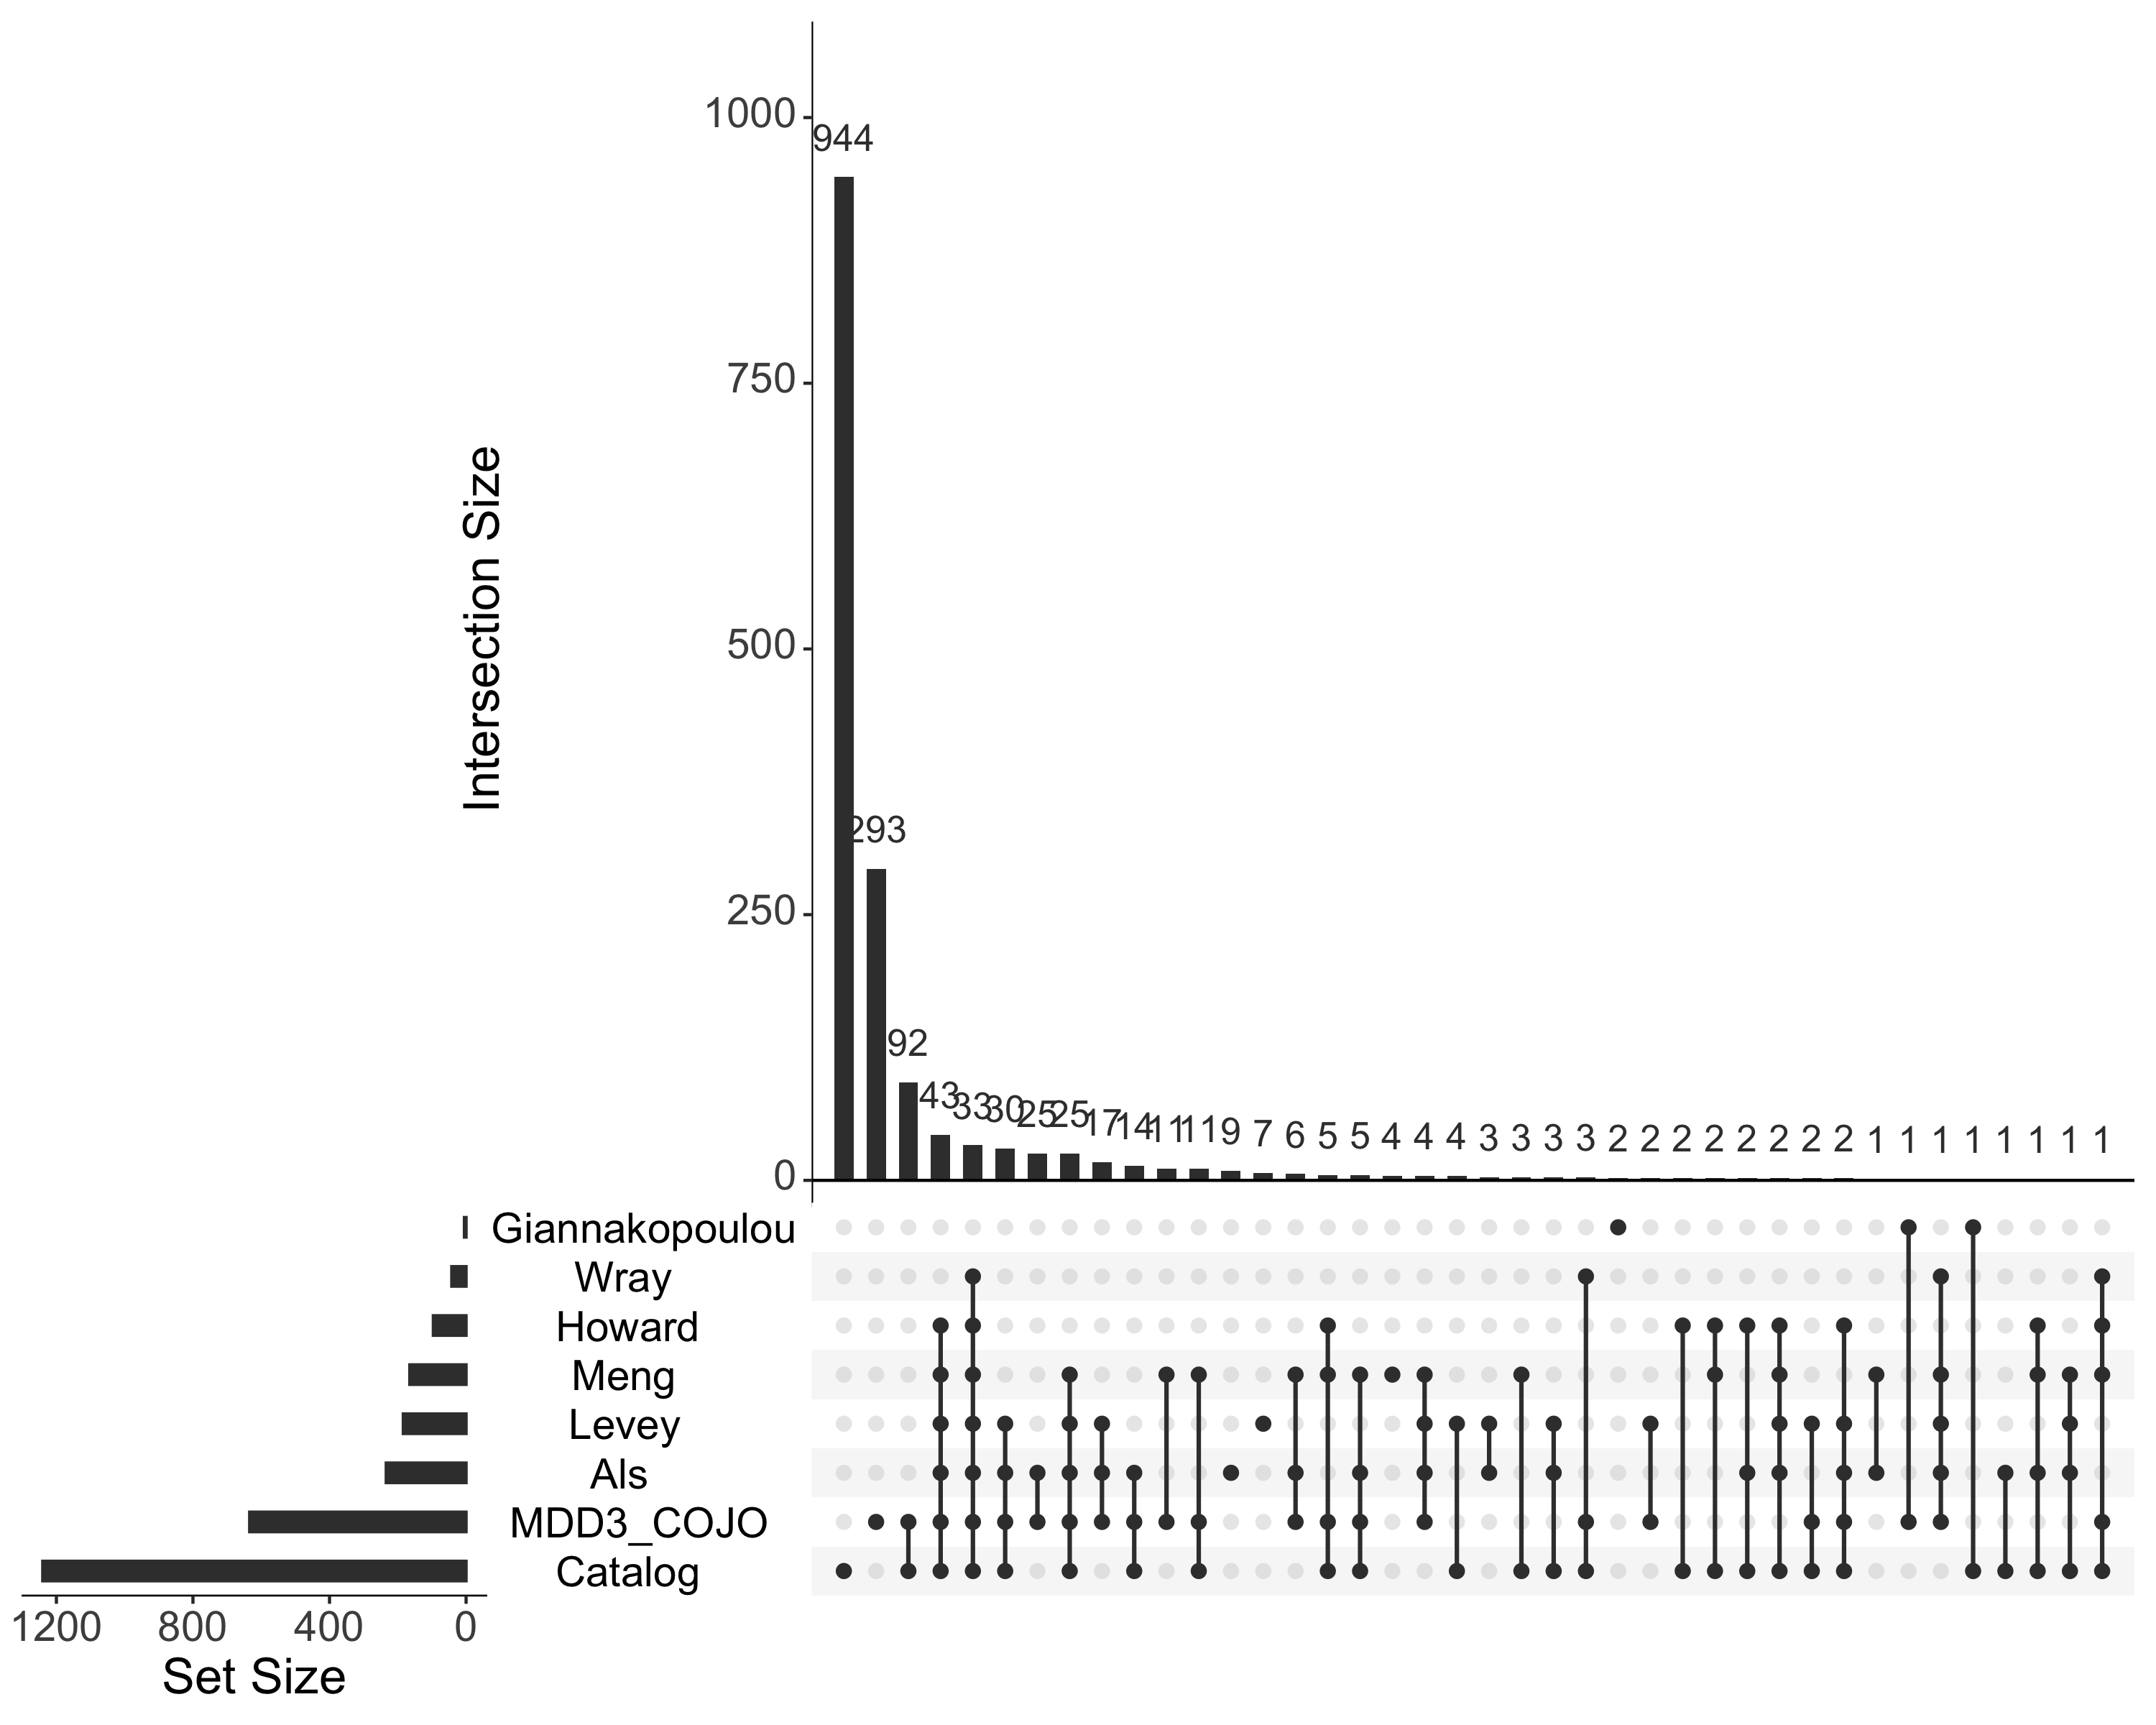 Intersection Size
1000
750
500
250
0
944
293
92
43 33 30 25 25 17 14 11 11 9 7 6 5 5 4 4 4 3 3 3 3 2 2 2 2 2 2 2 2 1 1 1 1 1 1 1 1
Giannakopoulou
Wray
Howard
Meng
Levey
Als
MDD3_COJO
Catalog
1200 800 400 0
Set Size